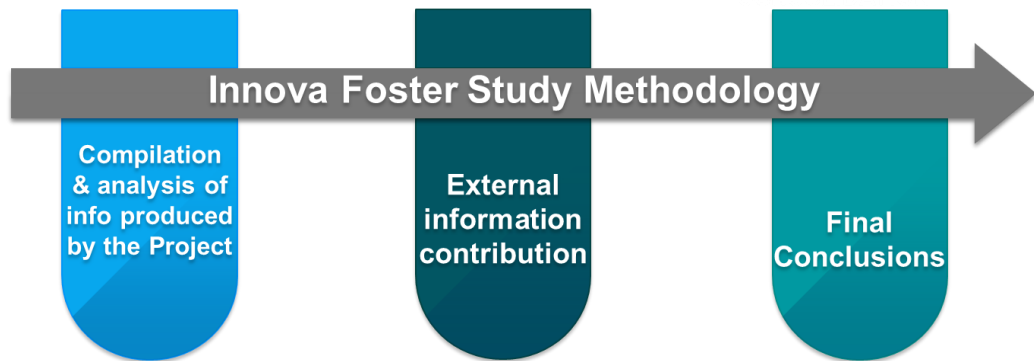 Innova Foster Study Methodology
Compilation
& analysis of
info produced
by the Project
External
information
contribution
Final
Conclusions